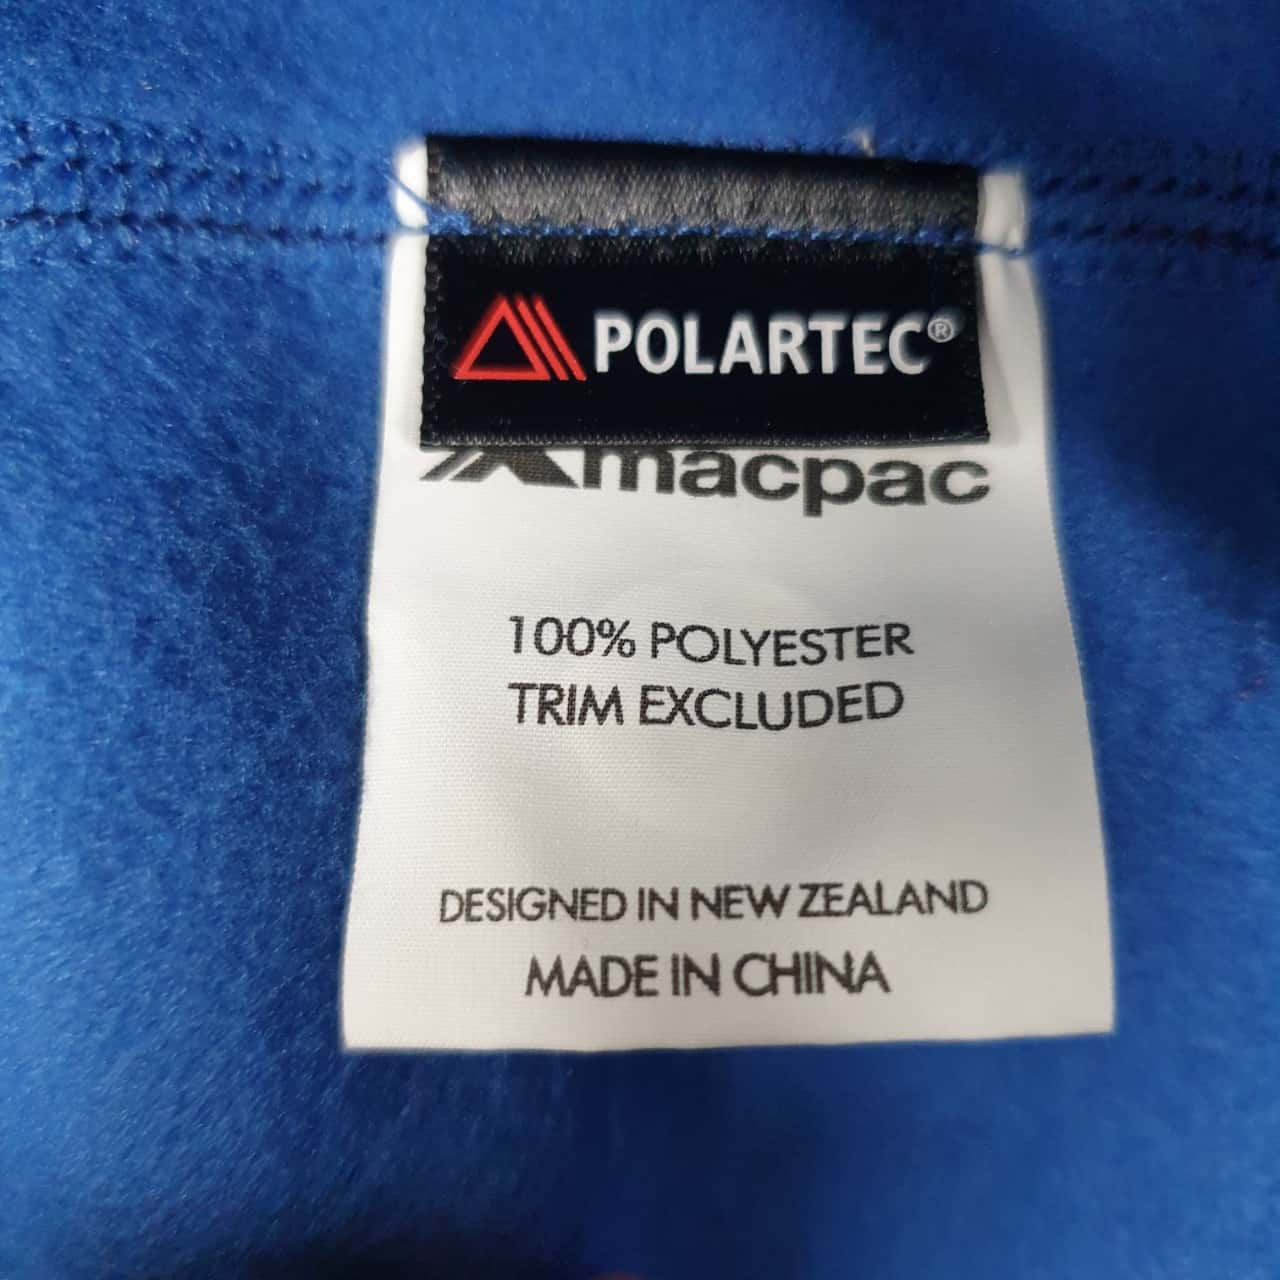 POLARTEC®
macpac
100% POLYESTER
TRIM EXCLUDED
DESIGNED IN NEW ZEALAND
MADE IN CHINA